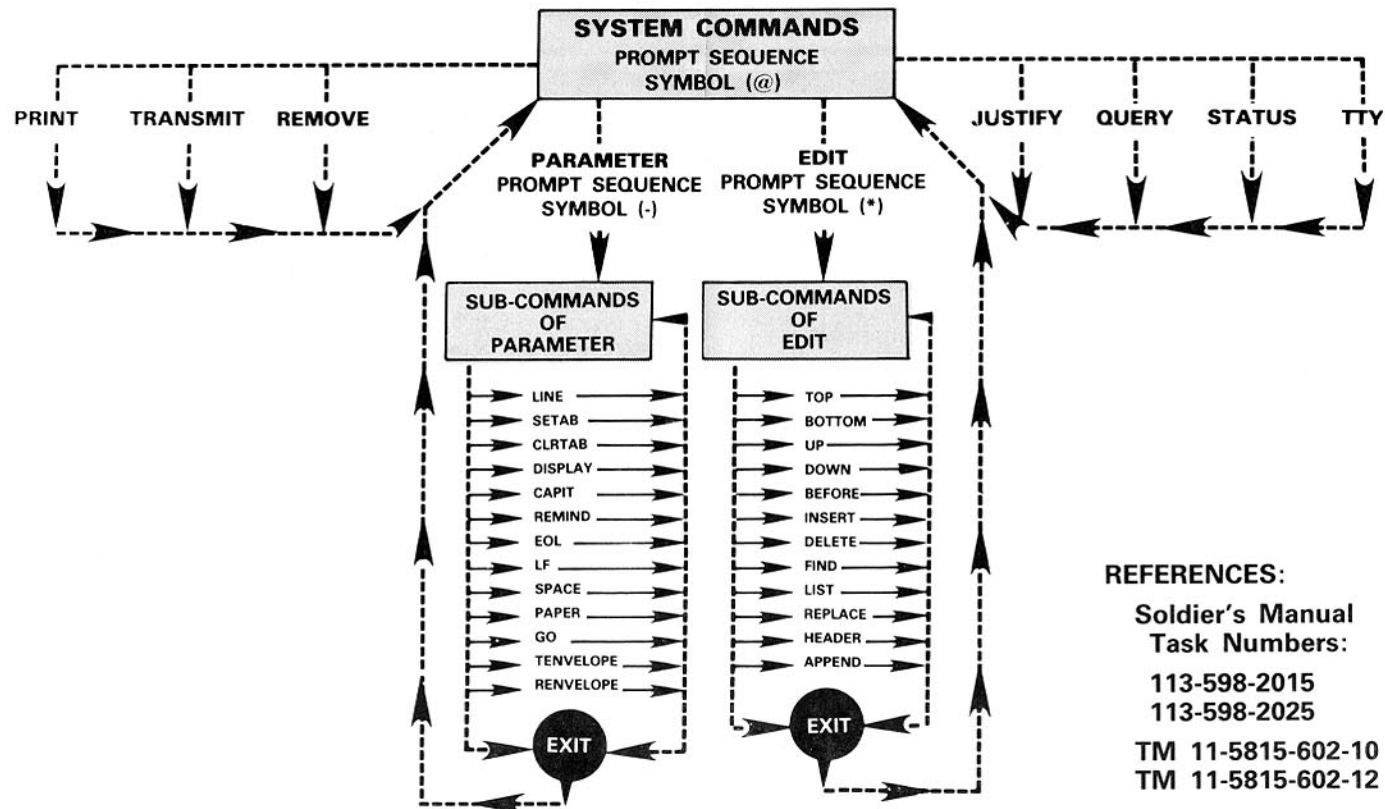 SYSTEM COMMANDS
PROMPT SEQUENCE
SYMBOL (@)
PRINT
TRANSMIT
REMOVE
JUSTIFY
QUERY
STATUS
TTY
PARAMETER
PROMPT SEQUENCE
SYMBOL (-)
EDIT
PROMPT SEQUENCE
SYMBOL (*)
SUB-COMMANDS
OF
PARAMETER
LINE
SETAB
CLRTAB
DISPLAY
CAPIT
REMIND
EOL
LF
SPACE
PAPER
GO
TENVELOPE
RENVELOPE
EXIT
SUB-COMMANDS
OF
EDIT
TOP
BOTTOM
UP
DOWN
BEFORE
INSERT
DELETE
FIND
LIST
REPLACE
HEADER
APPEND
EXIT
REFERENCES:
Soldier's Manual
Task Numbers:
113-598-2015
113-598-2025
TM 11-5815-602-10
TM 11-5815-602-12